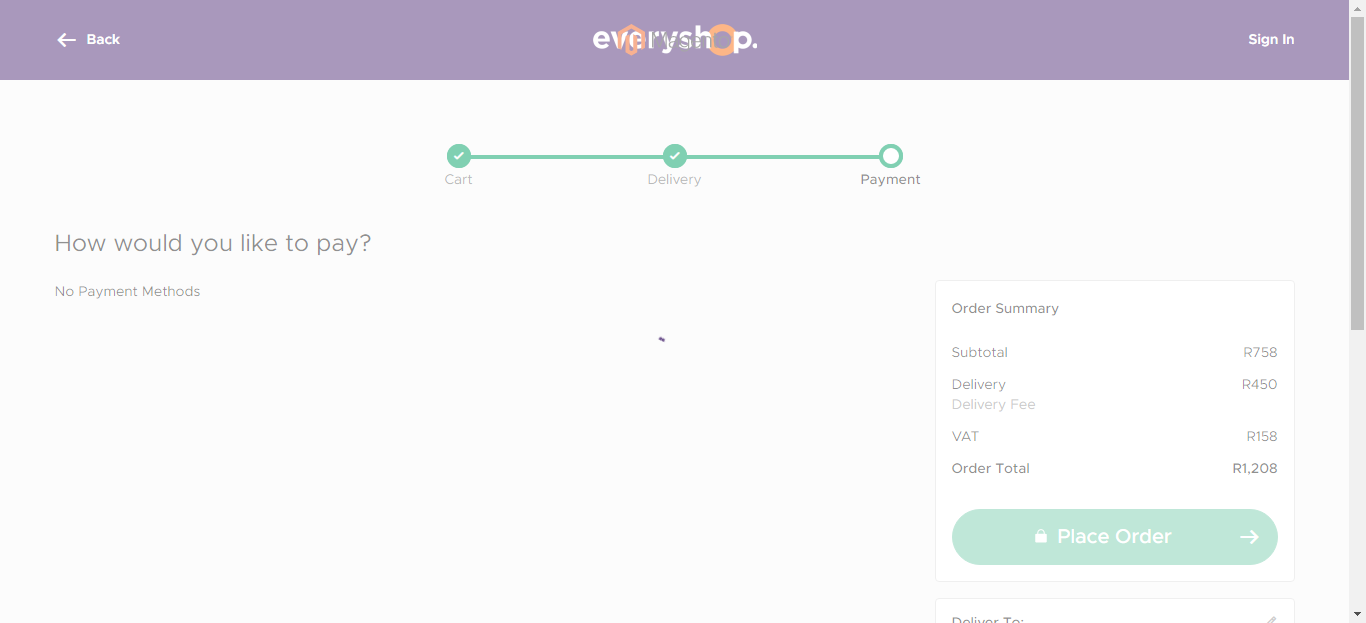 Back
everyshop.
Sign In
Cart
Delivery
Payment
How would you like to pay?
No Payment Methods
Order Summary
Subtotal R758
Delivery R450
Delivery Fee
VAT R158
Order Total R1,208
Place Order
Deliver To: